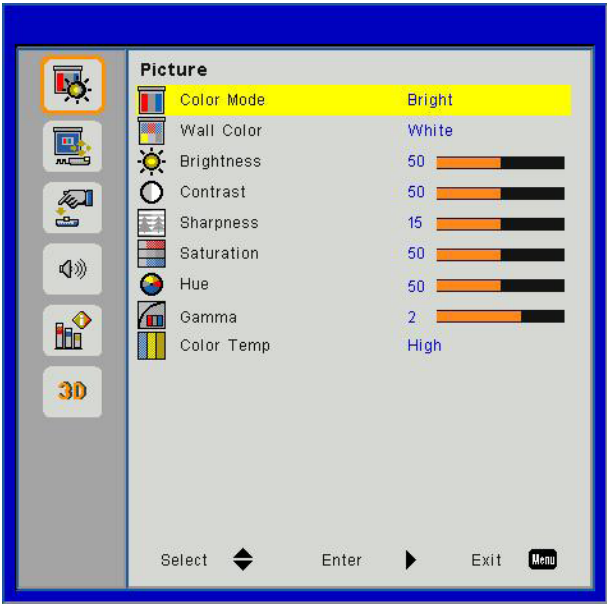 Picture
Color Mode Bright
Wall Color White
Brightness 50
Contrast 50
Sharpness 15
Saturation 50
Hue 50
Gamma 2
Color Temp High
3D
Select Enter Exit Menu